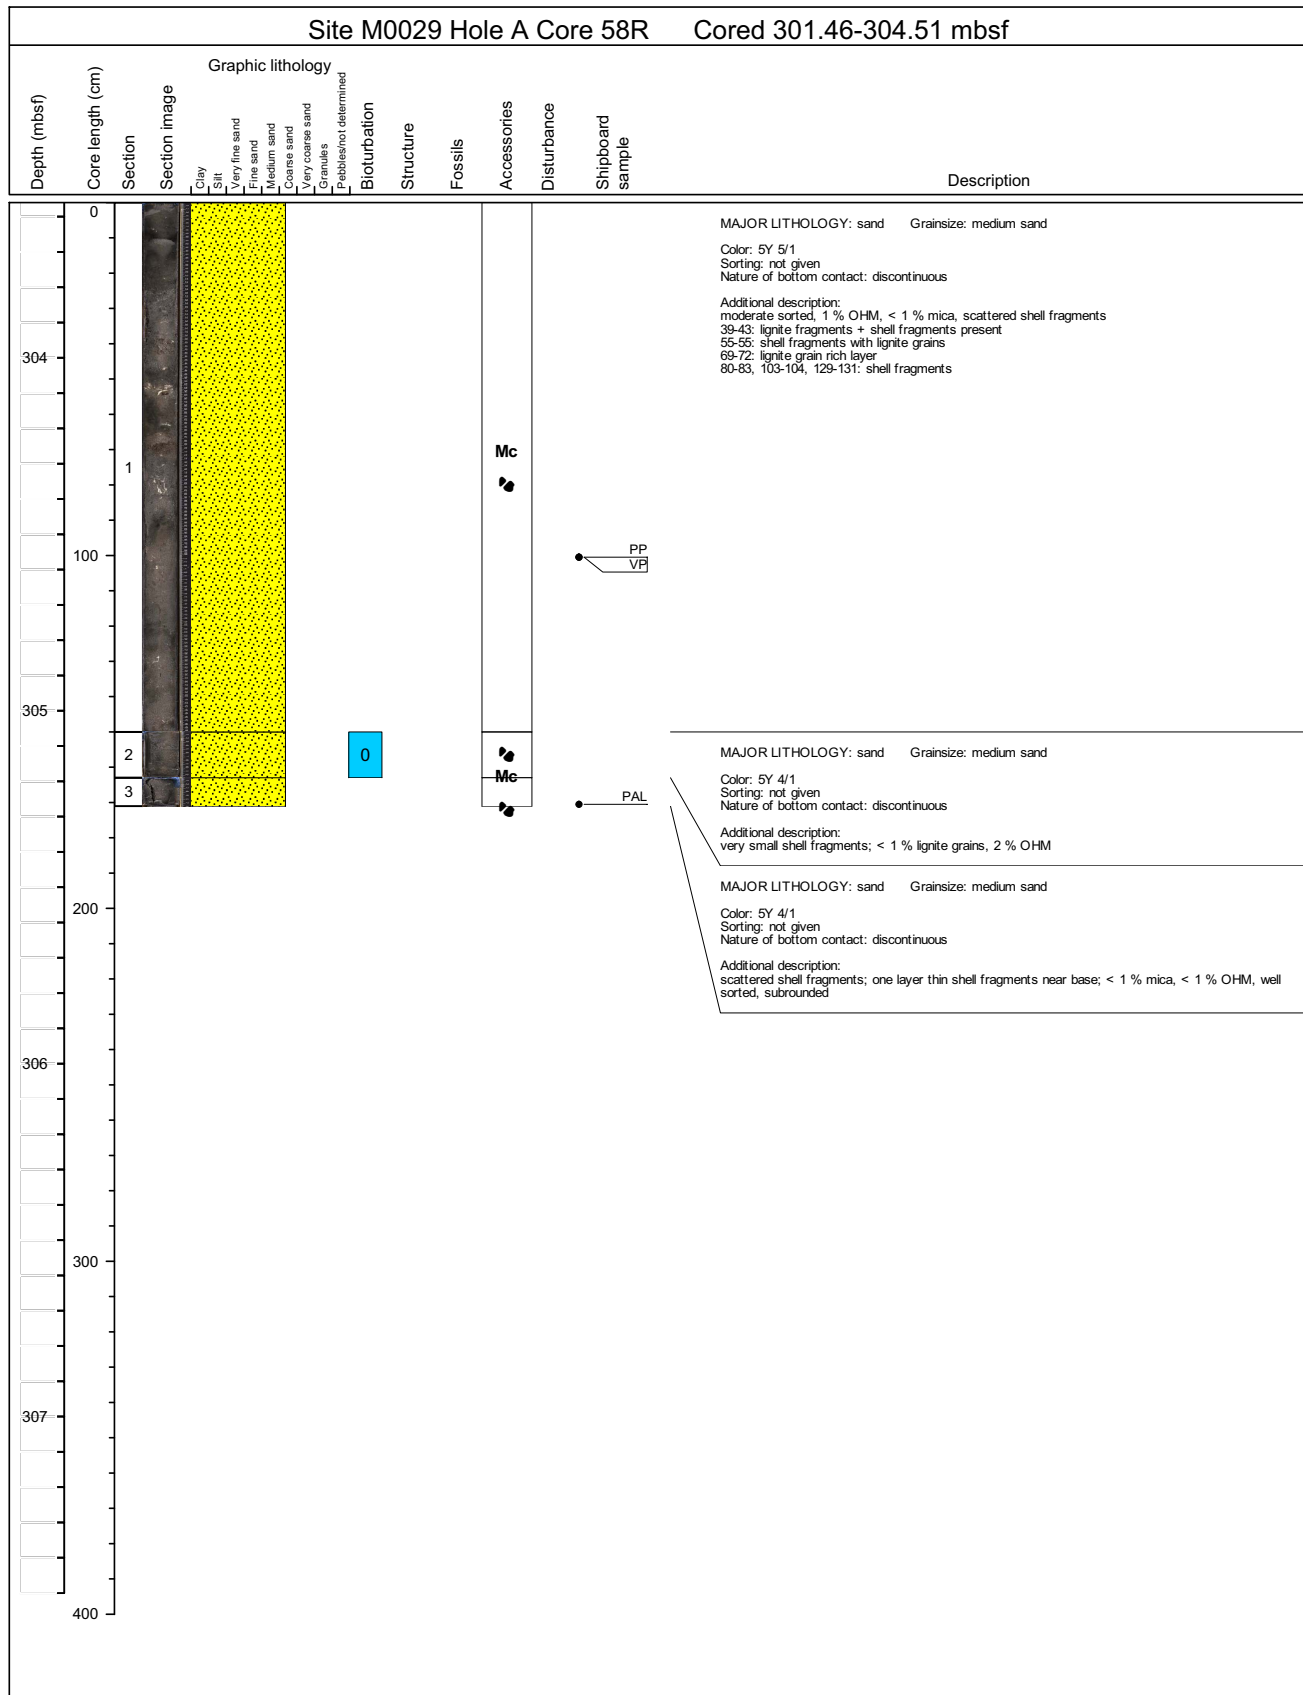 Site M0029 Hole A Core 58R Cored 301.46-304.51 mbsf
Graphic lithology
Depth (mbsf)
Core length (cm)
Section
Section image
Clay
Silt
Very fine sand
Fine sand
Medium sand
Coarse sand
Very coarse sand
Granules
Pebbles/not determined
Bioturbation
Structure
Fossils
Accessories
Disturbance
Shipboard sample
Description
0
MAJOR LITHOLOGY: sand Grainsize: medium sand
Color: 5Y 5/1
Sorting: not given
Nature of bottom contact: discontinuous
Additional description:
moderate sorted, 1 % OHM, < 1 % mica, scattered shell fragments
39-43: lignite fragments + shell fragments present
55-55: shell fragments with lignite grains
69-72: lignite grain rich layer
80-83, 103-104, 129-131: shell fragments
304
Mc
1
100
PP
VP
305
2
0
MAJOR LITHOLOGY: sand Grainsize: medium sand
Color: 5Y 4/1
Sorting: not given
Nature of bottom contact: discontinuous
Additional description:
very small shell fragments; < 1 % lignite grains, 2 % OHM
Mc
3
PAL
MAJOR LITHOLOGY: sand Grainsize: medium sand
Color: 5Y 4/1
Sorting: not given
Nature of bottom contact: discontinuous
Additional description:
scattered shell fragments; one layer thin shell fragments near base; < 1 % mica, < 1 % OHM, well
sorted, subrounded
200
306
300
307
400